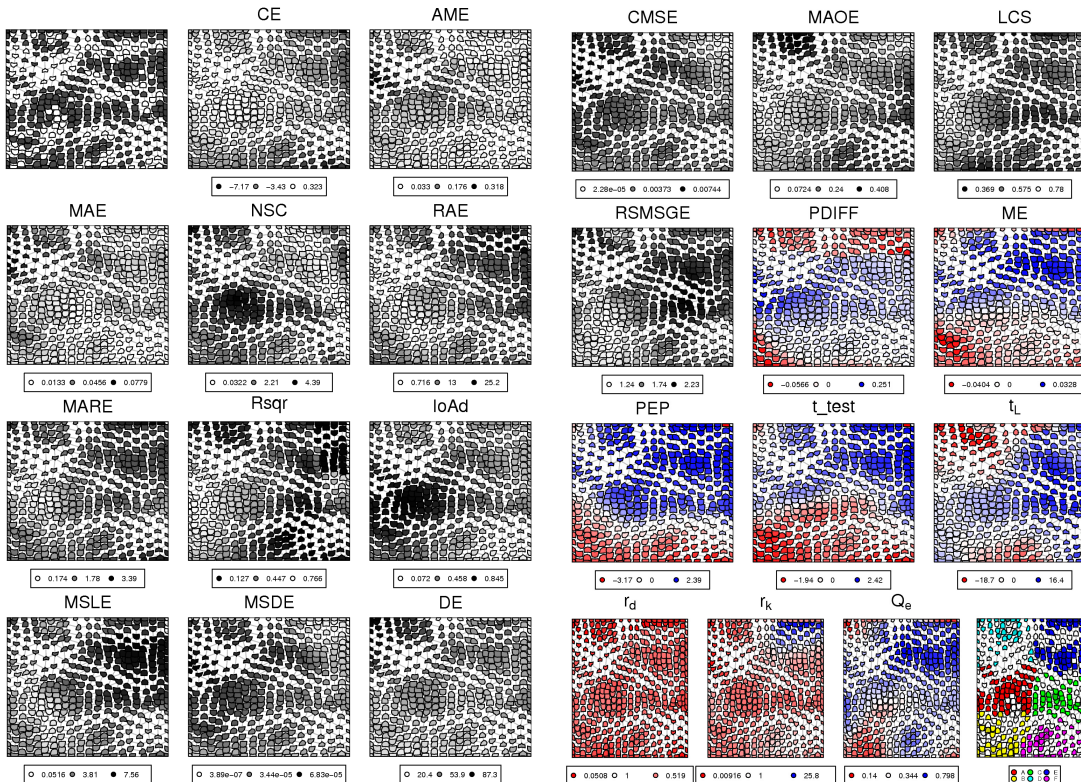 CE AME CMSE MAOE LCS
−7.17 −3.43 0.323 0.033 0.176 0.318 2.28e−05 0.00373 0.00744 0.0724 0.24 0.408 0.369 0.575 0.78
MAE NSC RAE RSMSGE PDIFF ME
0.0133 0.0456 0.0779 0.0322 2.21 4.39 0.716 13 25.2 1.24 1.74 2.23 −0.0566 0 0.251 −0.0404 0 0.0328
MARE Rsqr IoAd PEP t_test t_L
0.174 1.78 3.39 0.127 0.447 0.766 0.072 0.458 0.845 −3.17 0 2.39 −1.94 0 2.42 −18.7 0 16.4
MSLE MSDE DE r_d r_k Q_e
0.0516 3.81 7.56 3.89e−07 3.44e−05 6.83e−05 20.4 53.9 87.3 0.0508 1 0.519 0.00916 1 25.8 0.14 0.344 0.798 A C E
B D F